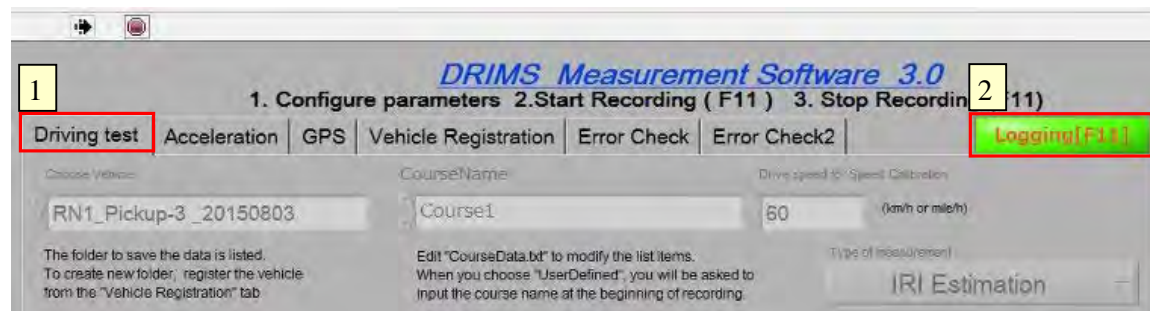 DRIMS Measurement Software 3.0
1
2
1. Configure parameters 2.Start Recording ( F11 ) 3. Stop Recordin 11)
Driving test Acceleration GPS Vehicle Registration Error Check Error Check2 Logging[F11]
Choose Vehicle CourseName Drive speed for Speed Calibration
RN1_Pickup-3 _20150803 Course1 60 (km/h or mile/h)
The folder to save the data is listed. Edit "CourseData.txt" to modify the list items. Type of measurement
To create new folder, register the vehicle When you choose "UserDefined", you will be asked to
from the "Vehicle Registration" tab input the course name at the beginning of recording. IRI Estimation